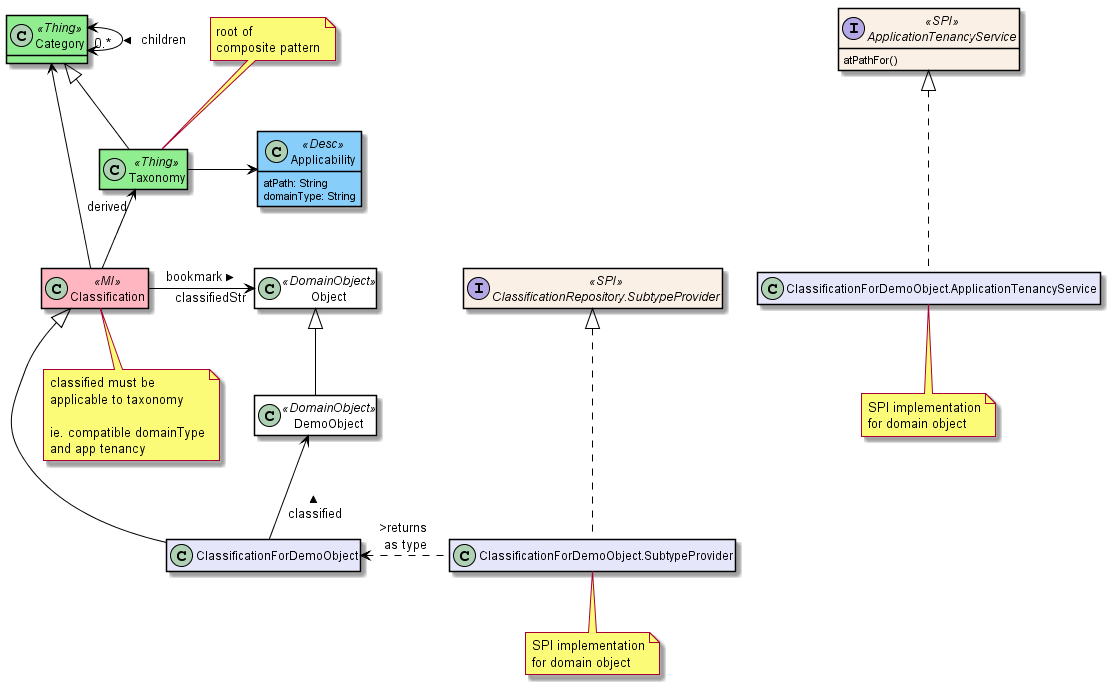 «Thing»
Category
0..*
children
root of
composite pattern
«SPI»
ApplicationTenancyService
atPathFor()
«Thing»
Taxonomy
«Desc»
Applicability
atPath: String
domainType: String
derived
«MI»
Classification
bookmark
classifiedStr
«DomainObject»
Object
«SPI»
ClassificationRepository.SubtypeProvider
ClassificationForDemoObject.ApplicationTenancyService
classified must be
applicable to taxonomy
ie. compatible domainType
and app tenancy
«DomainObject»
DemoObject
SPI implementation
for domain object
classified
ClassificationForDemoObject
>returns
as type
ClassificationForDemoObject.SubtypeProvider
SPI implementation
for domain object